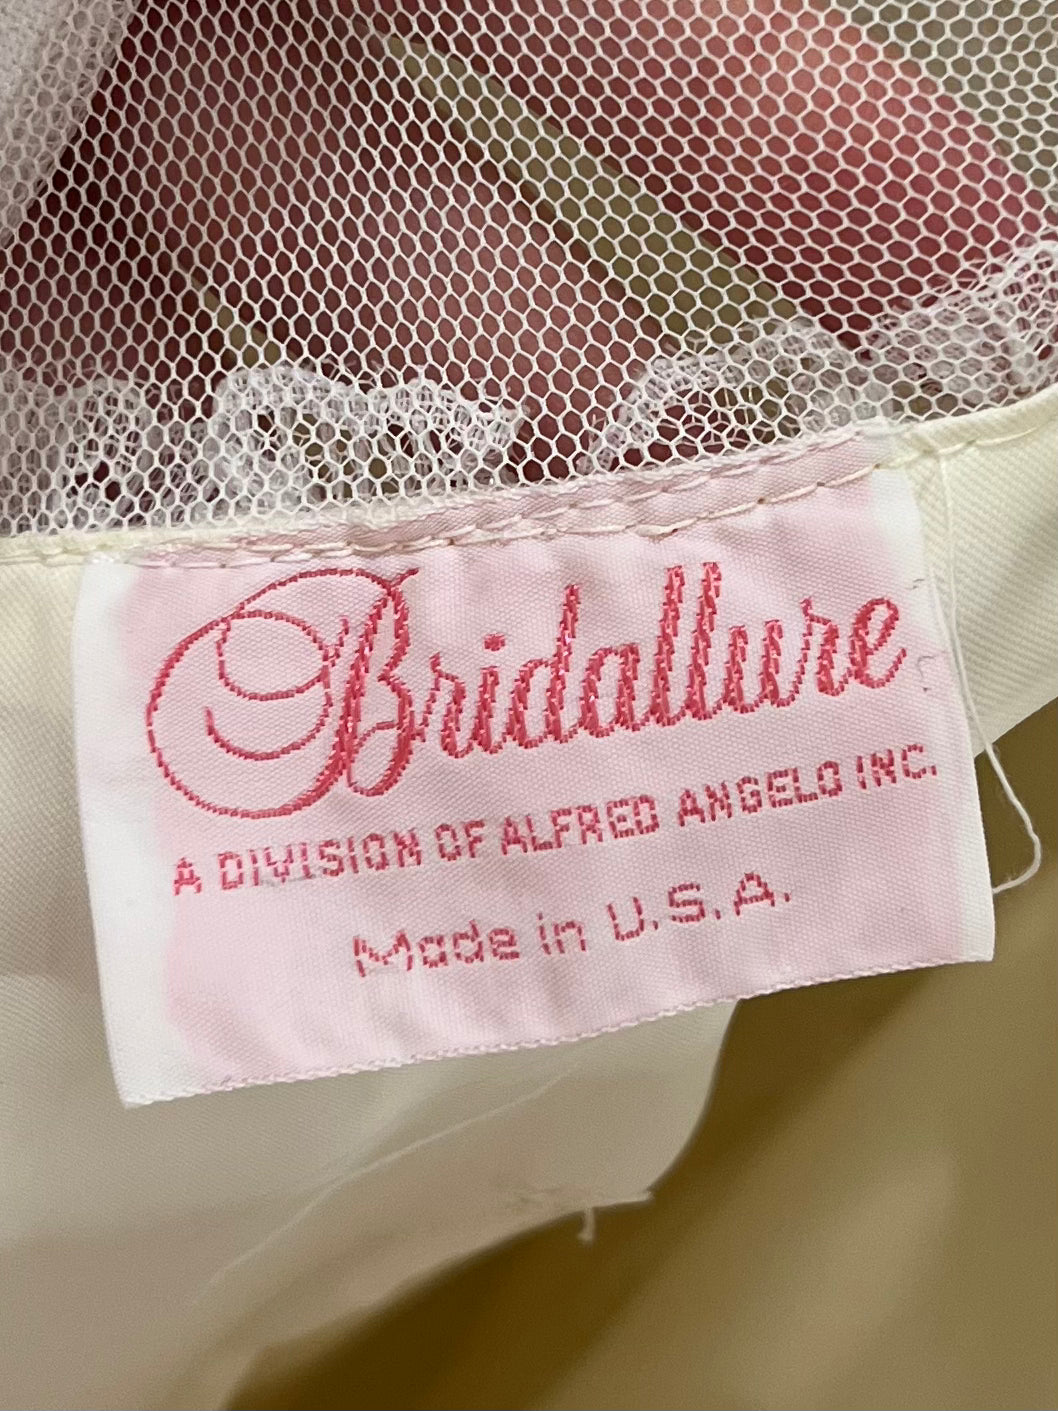 Bridallure
A DIVISION OF ALFRED ANGELO INC.
Made in U.S.A.